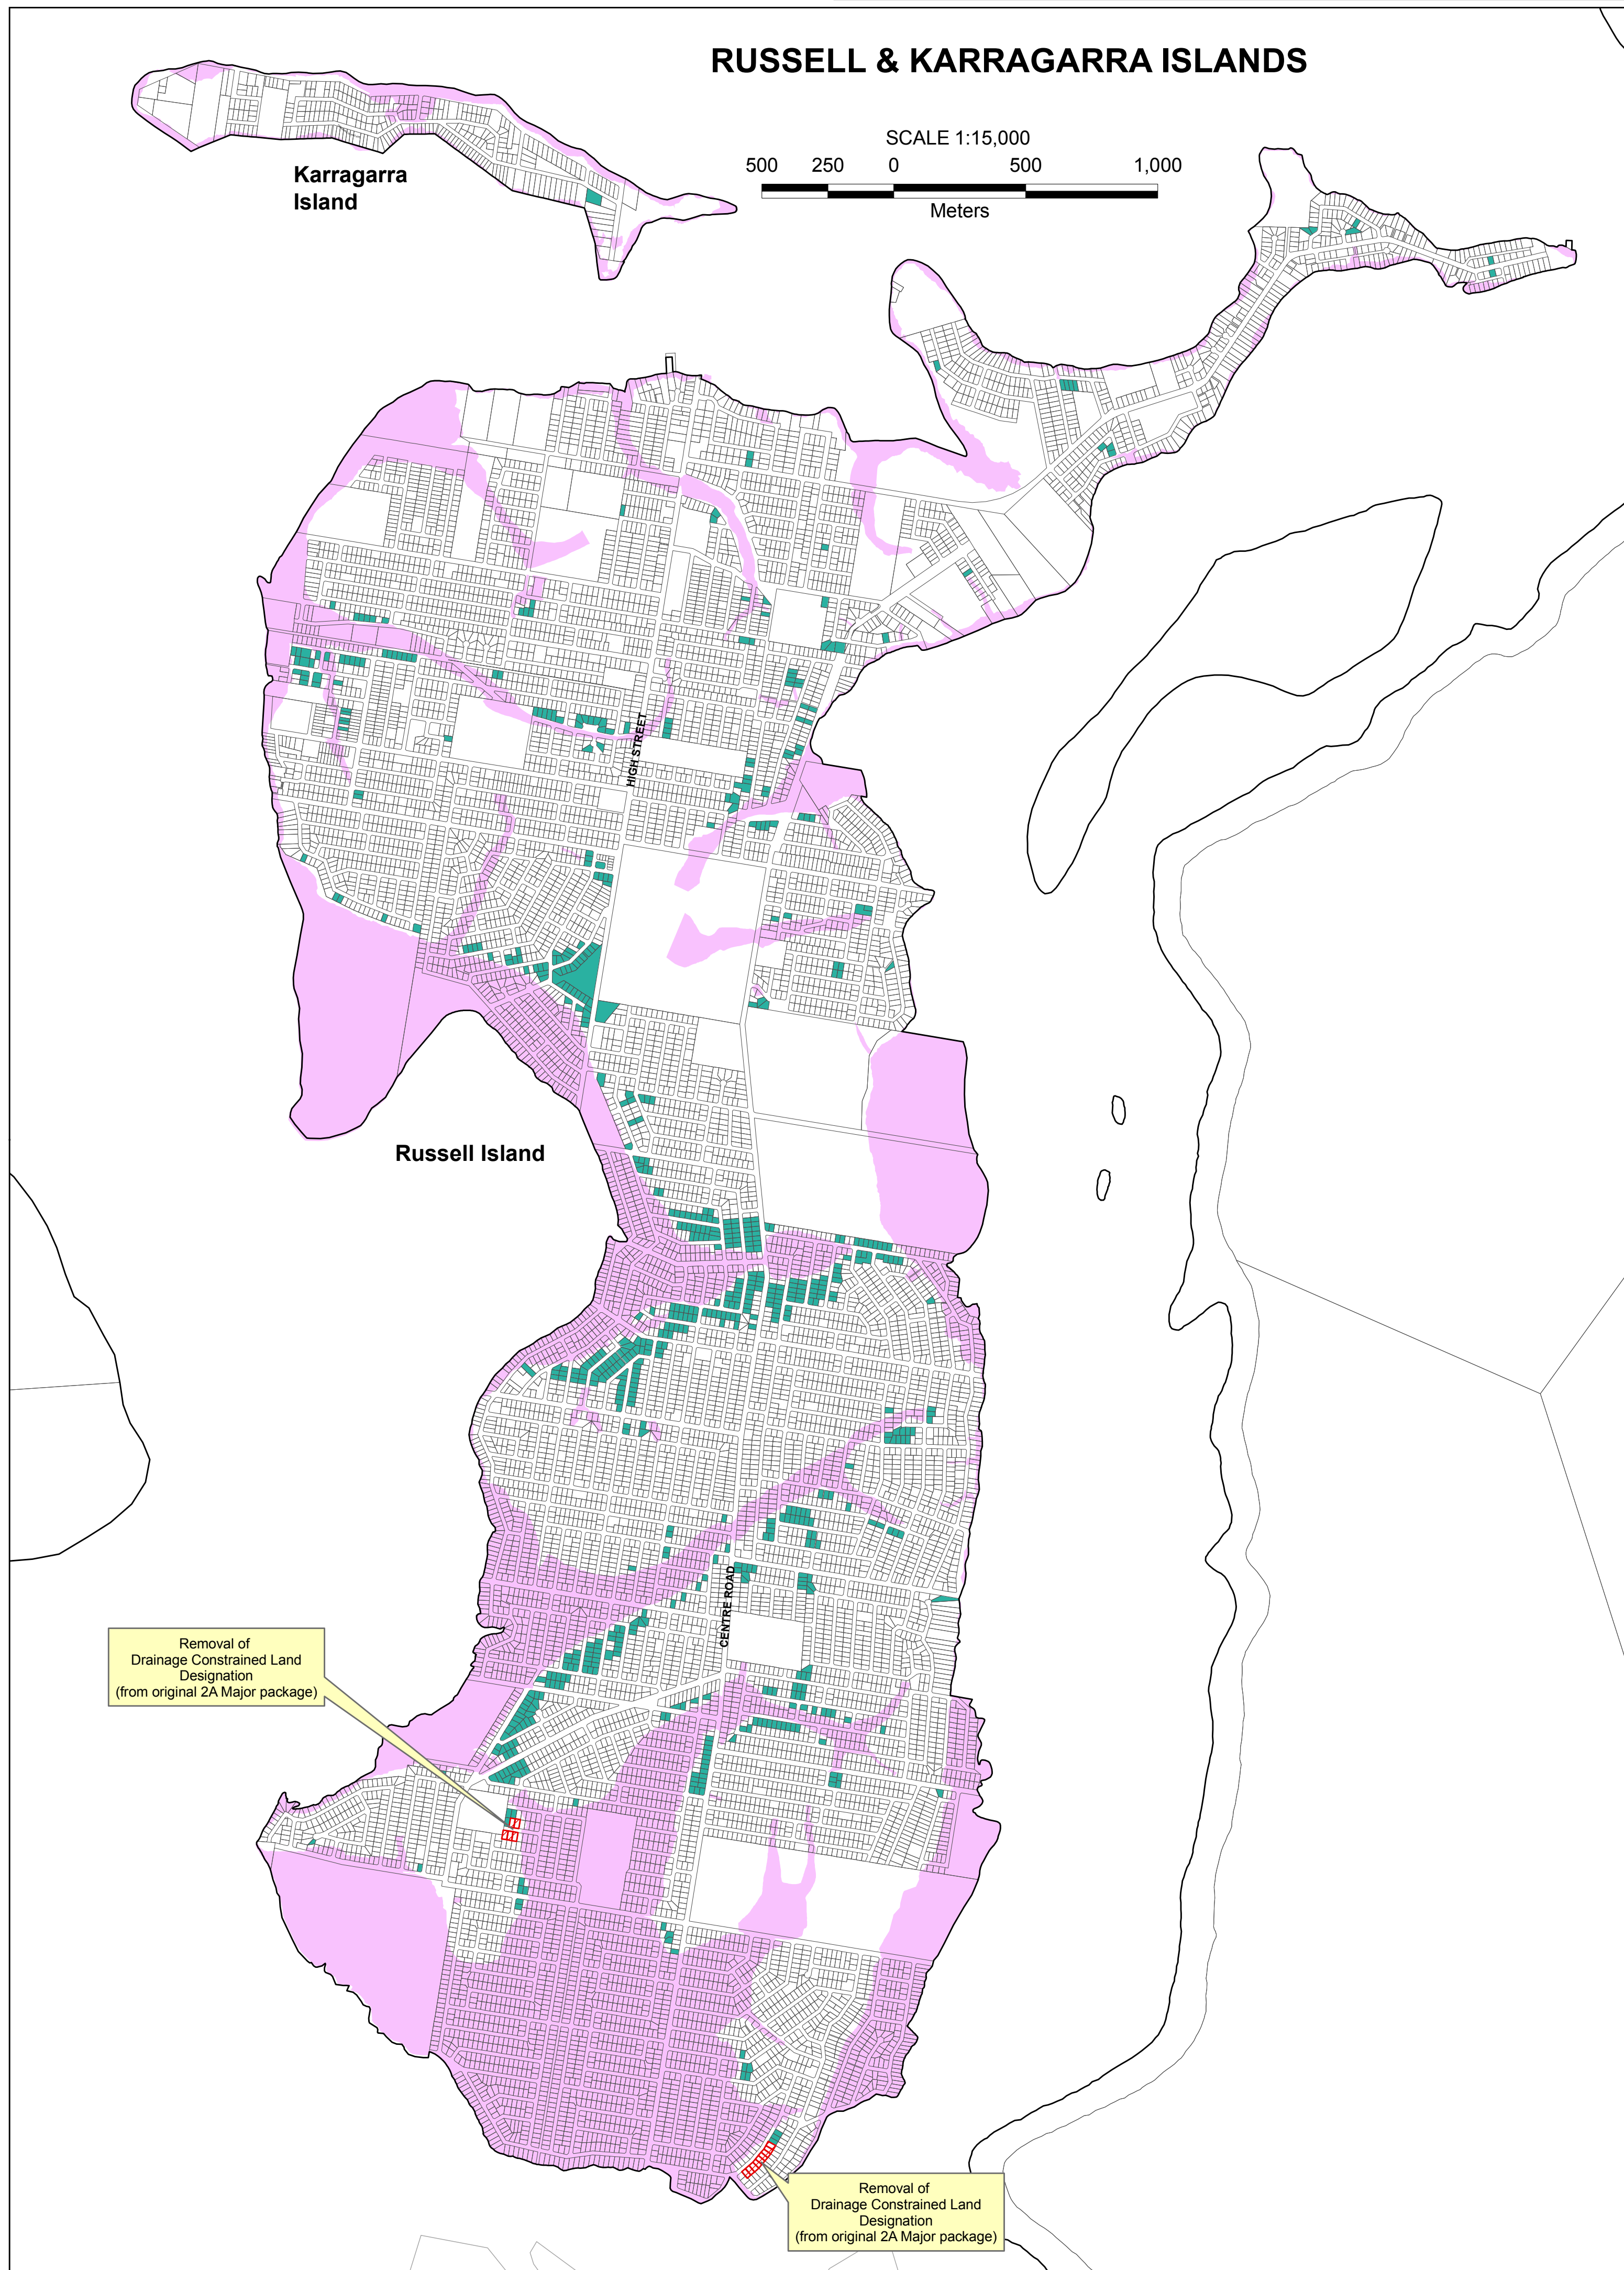 RUSSELL & KARRAGARRA ISLANDS
SCALE 1:15,000
500 250 0 500 1,000
Meters
Karragarra
Island
HIGH STREET
Russell Island
CENTRE ROAD
Removal of
Drainage Constrained Land
Designation
(from original 2A Major package)
Removal of
Drainage Constrained Land
Designation
(from original 2A Major package)